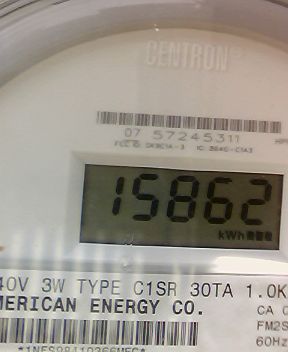 CENTRON®
07 57245311
15862
kWh
40V 3W TYPE C1SR 30TA 1.0K
MERICAN ENERGY CO.
CA
FM2S
60Hz